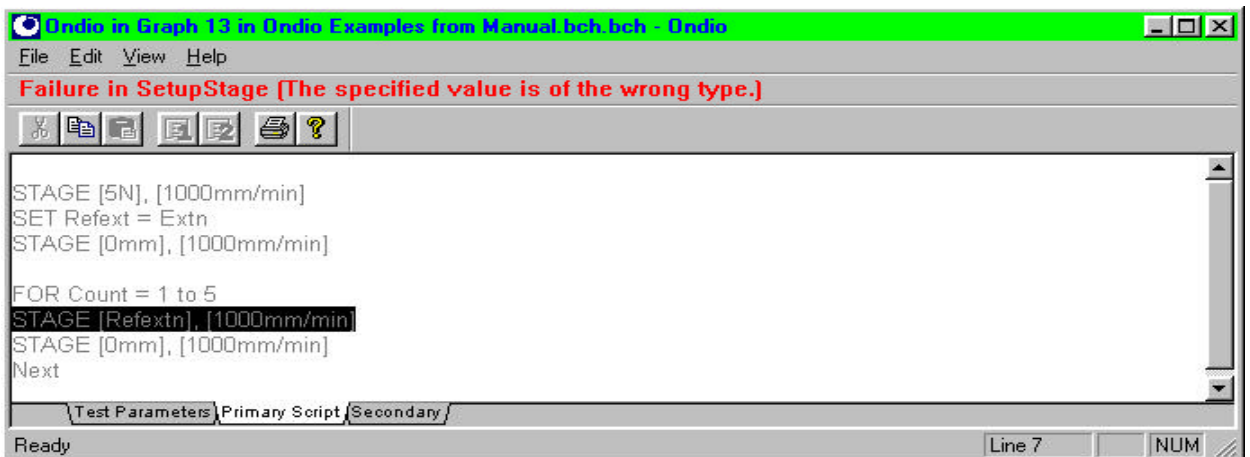 Ondio in Graph 13 in Ondio Examples from Manual.bch.bch - Ondio
File Edit View Help
Failure in SetupStage (The specified value is of the wrong type.)
STAGE [5N], [1000mm/min]
SET Refext = Extn
STAGE [0mm], [1000mm/min]
FOR Count = 1 to 5
STAGE [Refextn], [1000mm/min]
STAGE [0mm], [1000mm/min]
Next
Test Parameters Primary Script Secondary
Ready Line 7 NUM